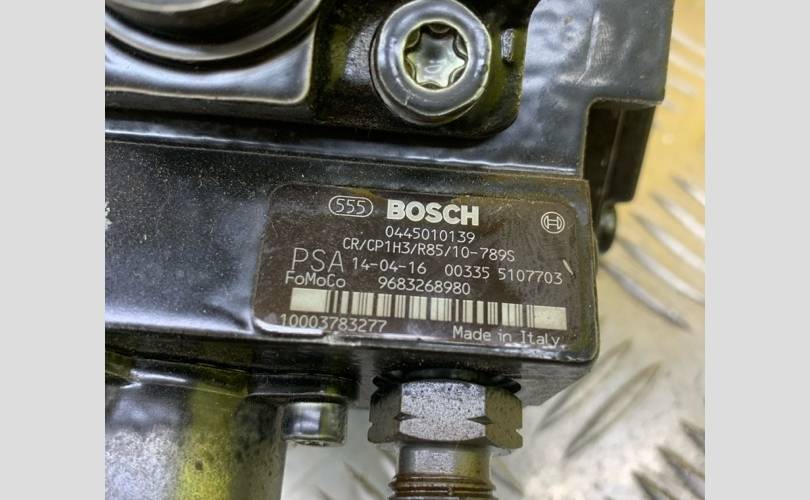 555 BOSCH
0445010139
CR/CP1H3/R85/10-789S
PSA 14-04-16 00335 5107703
FoMoCo 9683268980
10003783277 Made in Italy